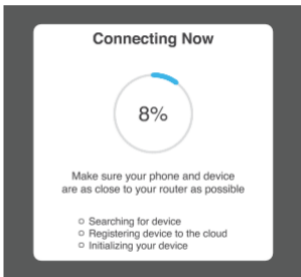 Connecting Now
8%
Make sure your phone and device
are as close to your router as possible
Searching for device
Registering device to the cloud
Initializing your device